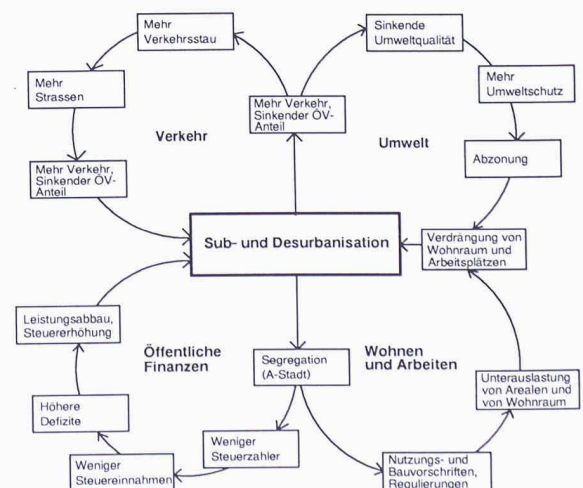 Mehr
Verkehrsstau
Sinkende
Umweltqualität
Mehr
Strassen
Mehr Verkehr,
Sinkender ÖV-
Anteil
Mehr
Umweltschutz
Verkehr
Umwelt
Mehr Verkehr,
Sinkender ÖV-
Anteil
Abzonung
Sub- und Desurbanisation
Verdrängung von
Wohnraum und
Arbeitsplätzen
Leistungsabbau,
Steuererhöhung
Öffentliche
Finanzen
Segregation
(A-Stadt)
Wohnen
und Arbeiten
Unterauslastung
von Arealen und
von Wohnraum
Höhere
Defizite
Weniger
Steuerzahler
Weniger
Steuereinnahmen
Nutzungs- und
Bauvorschriften,
Regulierungen